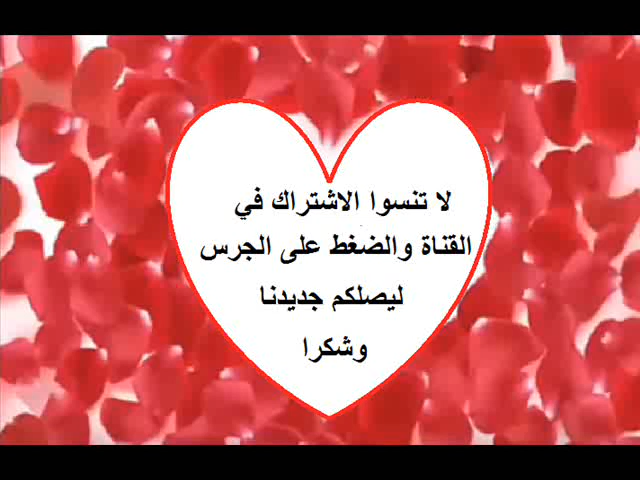 لا تنسوا الاشتراك في
القناة والضغط على الجرس
ليصلكم جديدنا
وشكرا